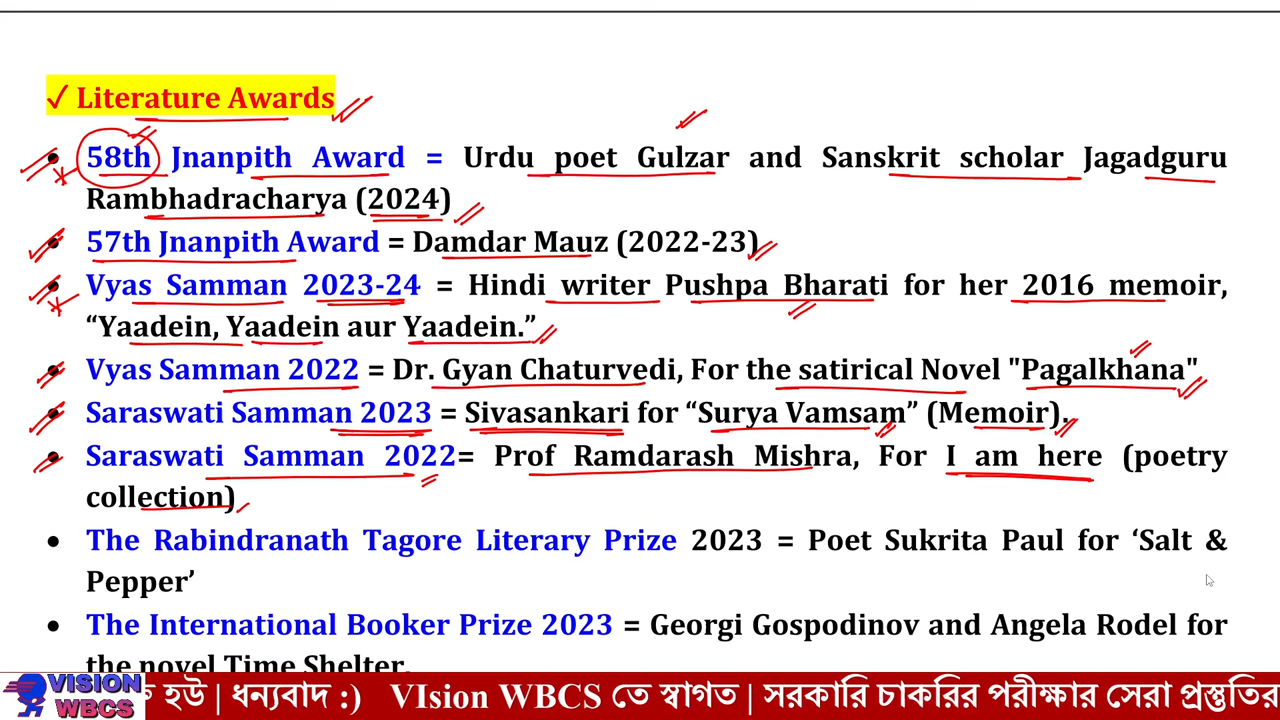 ✓ Literature Awards
• 58th Jnanpith Award = Urdu poet Gulzar and Sanskrit scholar Jagadguru
Rambhadracharya (2024)
• 57th Jnanpith Award = Damdar Mauz (2022-23)
• Vyas Samman 2023-24 = Hindi writer Pushpa Bharati for her 2016 memoir,
“Yaadein, Yaadein aur Yaadein.”
• Vyas Samman 2022 = Dr. Gyan Chaturvedi, For the satirical Novel "Pagalkhana"
• Saraswati Samman 2023 = Sivasankari for “Surya Vamsam” (Memoir).
• Saraswati Samman 2022= Prof Ramdarash Mishra, For I am here (poetry
collection)
• The Rabindranath Tagore Literary Prize 2023 = Poet Sukrita Paul for ‘Salt &
Pepper’
• The International Booker Prize 2023 = Georgi Gospodinov and Angela Rodel for
the novel Time Shelter.
VISION
WBCS
হউ | ধন্যবাদ :) VIsion WBCS তে স্বাগত | সরকারি চাকরির পরীক্ষার সেরা প্রস্তুতির